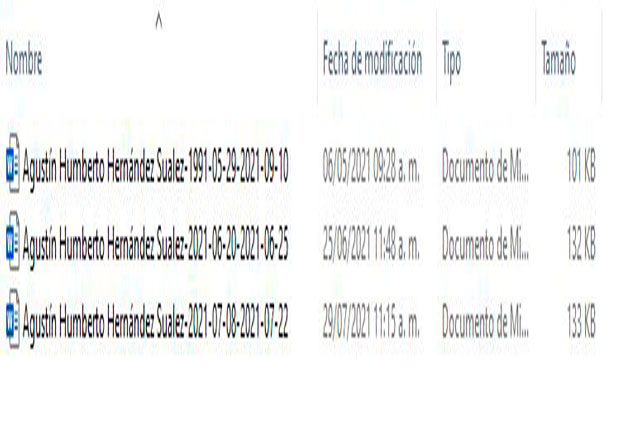 Nombre Fecha de modificación Tipo Tamaño
Agustín Humberto Hernández Sualez-1991-05-29-2021-09-10 06/05/2021 09:28 a. m. Documento de Mi... 101 KB
Agustín Humberto Hernández Sualez-2021-06-20-2021-06-25 25/06/2021 11:48 a. m. Documento de Mi... 132 KB
Agustín Humberto Hernández Sualez-2021-07-08-2021-07-22 29/07/2021 11:15 a. m. Documento de Mi... 133 KB